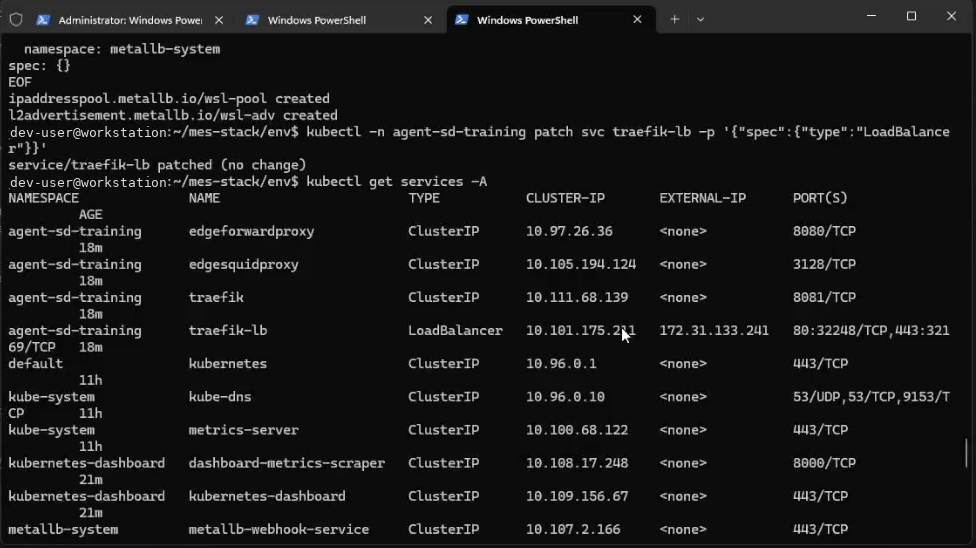 Administrator: Windows Power
Windows PowerShell
Windows PowerShell
namespace: metallb-system
spec: {}
EOF
ipaddresspool.metallb.io/wsl-pool created
l2advertisement.metallb.io/wsl-adv created
dev-user@workstation:~/mes-stack/env$ kubectl -n agent-sd-training patch svc traefik-lb -p '{"spec":{"type":"LoadBalance
r"}}'
service/traefik-lb patched (no change)
dev-user@workstation:~/mes-stack/env$ kubectl get services -A
NAMESPACE NAME TYPE CLUSTER-IP EXTERNAL-IP PORT(S)
AGE
agent-sd-training edgeforwardproxy ClusterIP 10.97.26.36 <none> 8080/TCP
18m
agent-sd-training edgesquidproxy ClusterIP 10.105.194.124 <none> 3128/TCP
18m
agent-sd-training traefik ClusterIP 10.111.68.139 <none> 8081/TCP
18m
agent-sd-training traefik-lb LoadBalancer 10.101.175.211 172.31.133.241 80:32248/TCP,443:321
69/TCP 18m
default kubernetes ClusterIP 10.96.0.1 <none> 443/TCP
11h
kube-system kube-dns ClusterIP 10.96.0.10 <none> 53/UDP,53/TCP,9153/T
CP 11h
kube-system metrics-server ClusterIP 10.100.68.122 <none> 443/TCP
11h
kubernetes-dashboard dashboard-metrics-scraper ClusterIP 10.108.17.248 <none> 8000/TCP
21m
kubernetes-dashboard kubernetes-dashboard ClusterIP 10.109.156.67 <none> 443/TCP
21m
metallb-system metallb-webhook-service ClusterIP 10.107.2.166 <none> 443/TCP